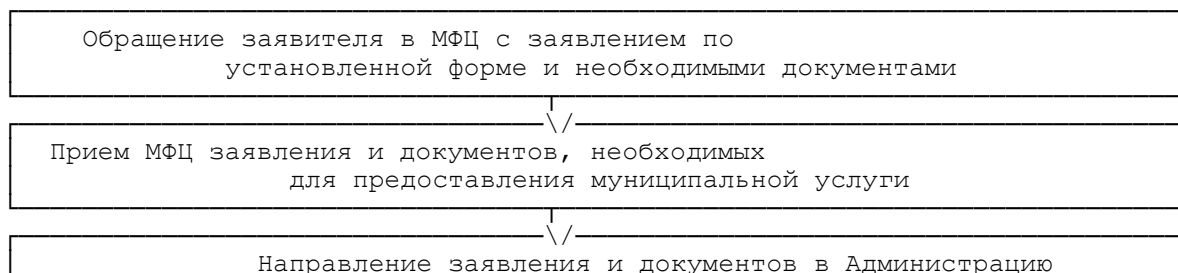 Обращение заявителя в МФЦ с заявлением по
установленной форме и необходимыми документами
Прием МФЦ заявления и документов, необходимых
для предоставления муниципальной услуги
Направление заявления и документов в Администрацию